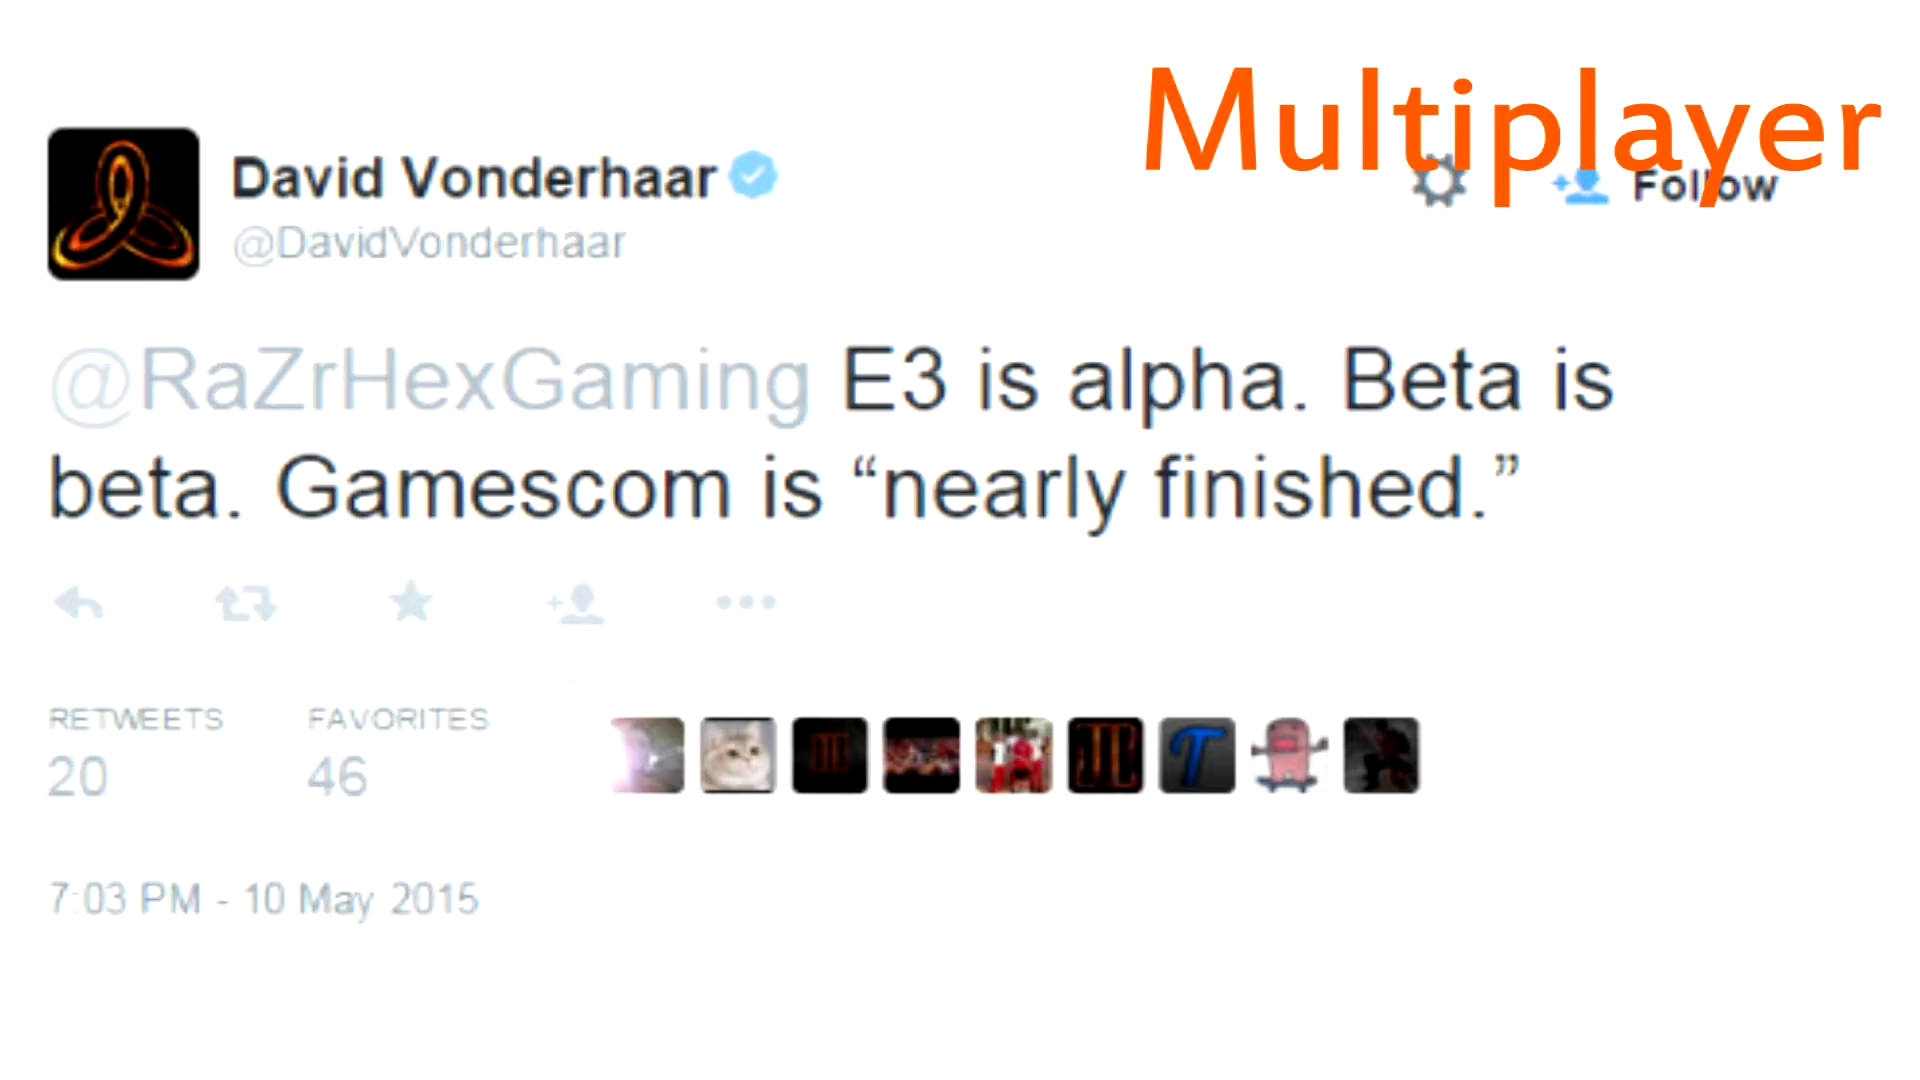 Multiplayer
David Vonderhaar
@DavidVonderhaar
Follow
@RaZrHexGaming E3 is alpha. Beta is
beta. Gamescom is “nearly finished.”
RETWEETS FAVORITES
20 46
T
7:03 PM - 10 May 2015